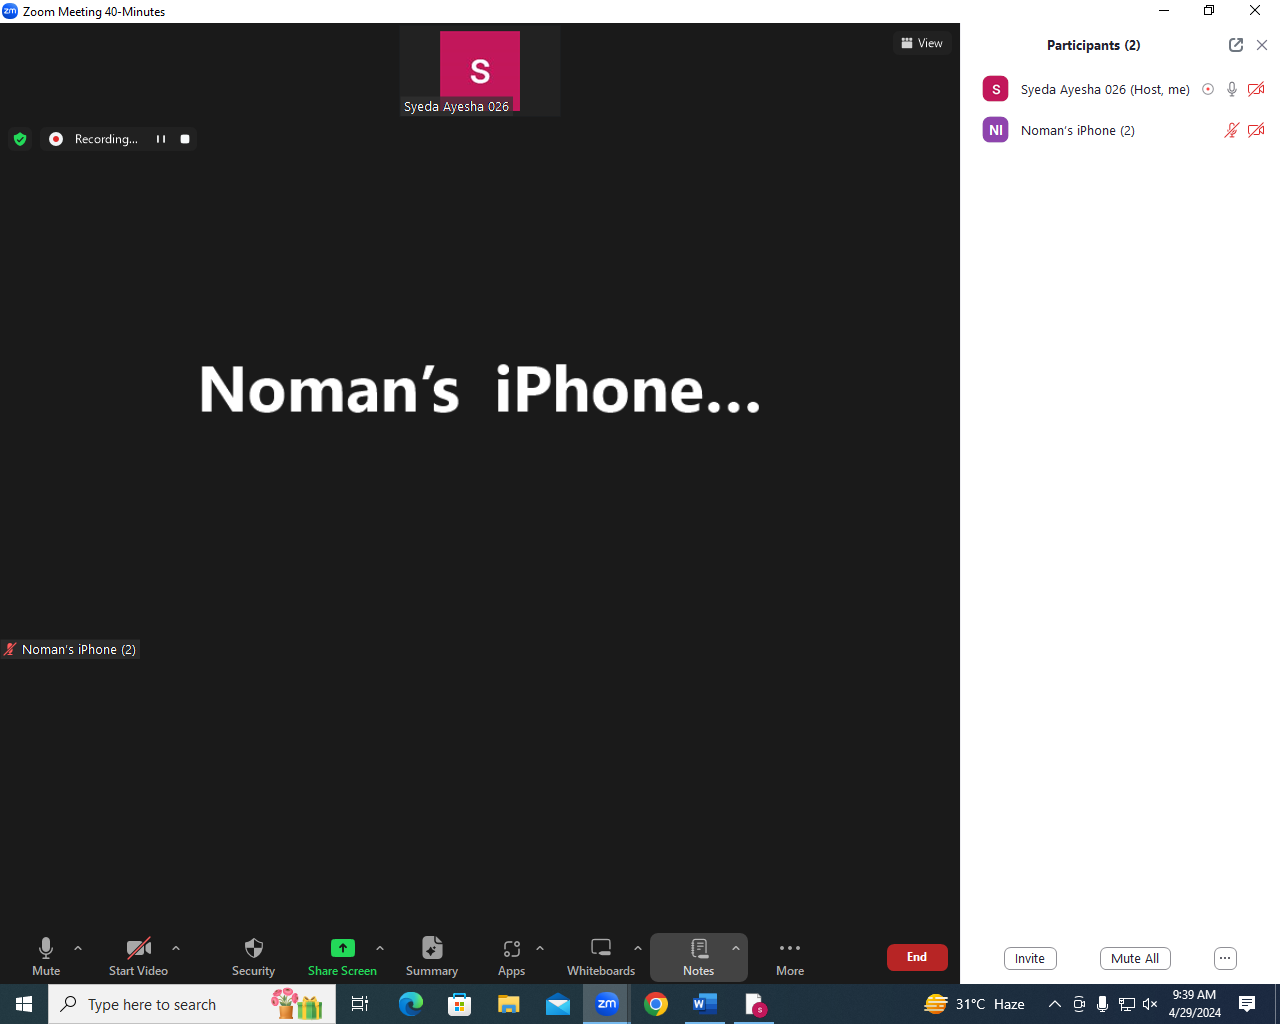 zm Zoom Meeting 40-Minutes
S
Syeda Ayesha 026
View
Recording...
Noman's iPhone...
Noman's iPhone (2)
Participants (2)
S Syeda Ayesha 026 (Host, me)
NI Noman's iPhone (2)
Mute
Start Video
Security
Share Screen
Summary
Apps
Whiteboards
Notes
More
End
Invite
Mute All
Type here to search
zm
W
S
31°C Haze
9:39 AM
4/29/2024